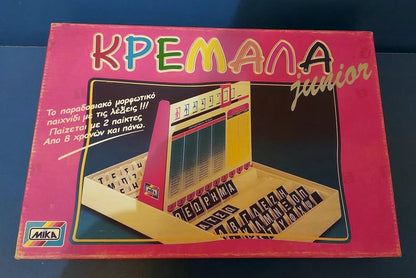 ΚΡΕΜΑΛΑ
junior
Το παραδοσιακό μορφωτικό
παιχνίδι με τις λέξεις !!!
Παίζεται με 2 παίκτες
Από 8 χρονών και πάνω.
ΘΕΩΡΗΜΑ
ΜΙΚΑ